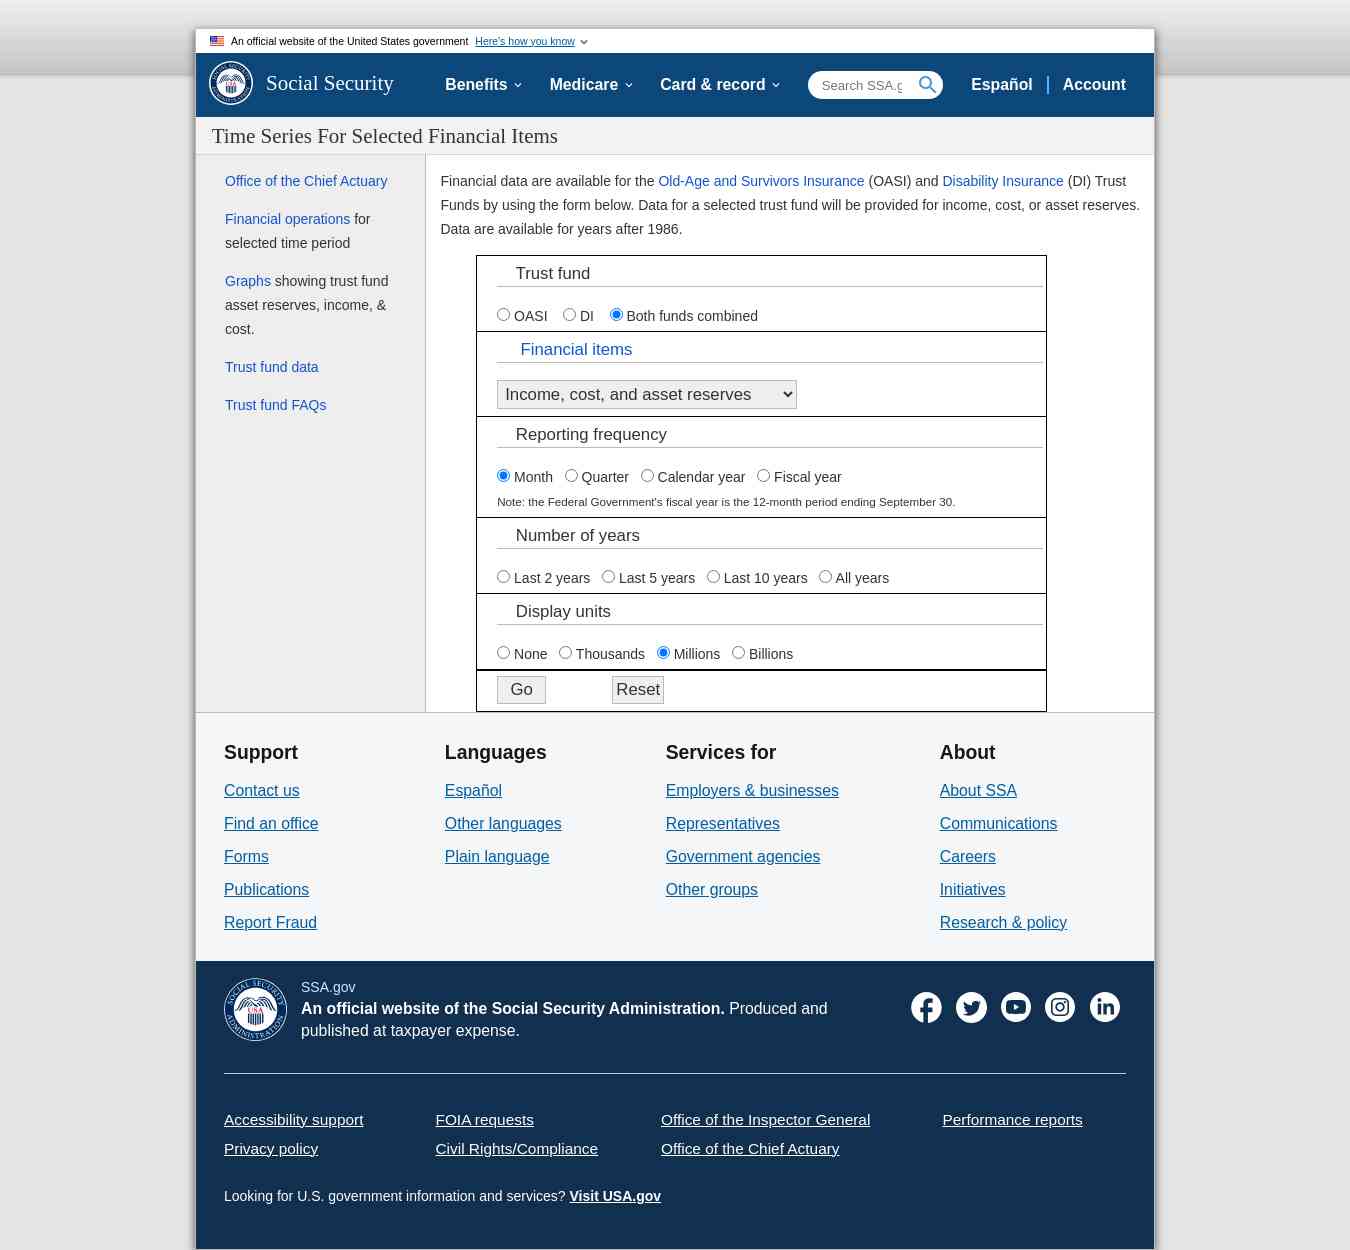 An official website of the United States government Here's how you know
Social Security
Benefits Medicare Card & record Search SSA.g Español Account
Time Series For Selected Financial Items
Office of the Chief Actuary
Financial operations for
selected time period
Graphs showing trust fund
asset reserves, income, &
cost.
Trust fund data
Trust fund FAQs
Financial data are available for the Old-Age and Survivors Insurance (OASI) and Disability Insurance (DI) Trust
Funds by using the form below. Data for a selected trust fund will be provided for income, cost, or asset reserves.
Data are available for years after 1986.
Trust fund
OASI DI Both funds combined
Financial items
Income, cost, and asset reserves
Reporting frequency
Month Quarter Calendar year Fiscal year
Note: the Federal Government's fiscal year is the 12-month period ending September 30.
Number of years
Last 2 years Last 5 years Last 10 years All years
Display units
None Thousands Millions Billions
Go Reset
Support
Contact us
Find an office
Forms
Publications
Report Fraud
Languages
Español
Other languages
Plain language
Services for
Employers & businesses
Representatives
Government agencies
Other groups
About
About SSA
Communications
Careers
Initiatives
Research & policy
SOCIAL SECURITY
USA
ADMINISTRATION
SSA.gov
An official website of the Social Security Administration. Produced and
published at taxpayer expense.
Accessibility support FOIA requests Office of the Inspector General Performance reports
Privacy policy Civil Rights/Compliance Office of the Chief Actuary
Looking for U.S. government information and services? Visit USA.gov